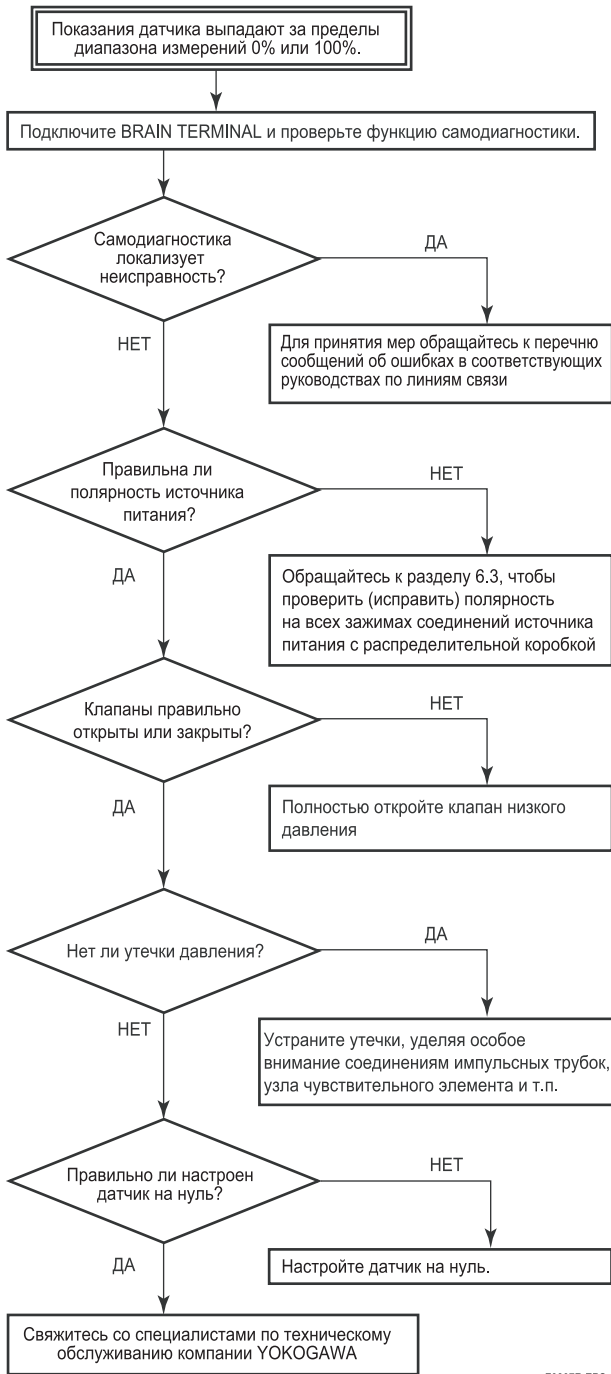 Показания датчика выпадают за пределы
диапазона измерений 0% или 100%.
Подключите BRAIN TERMINAL и проверьте функцию самодиагностики.
Самодиагностика
локализует
неисправность?
ДА
НЕТ
Для принятия мер обращайтесь к перечню
сообщений об ошибках в соответствующих
руководствах по линиям связи
Правильна ли
полярность источника
питания?
НЕТ
ДА
Обращайтесь к разделу 6.3, чтобы
проверить (исправить) полярность
на всех зажимах соединений источника
питания с распределительной коробкой
Клапаны правильно
открыты или закрыты?
НЕТ
ДА
Полностью откройте клапан низкого
давления
Нет ли утечки давления?
ДА
НЕТ
Устраните утечки, уделяя особое
внимание соединениям импульсных трубок,
узла чувствительного элемента и т.п.
Правильно ли настроен
датчик на нуль?
НЕТ
ДА
Настройте датчик на нуль.
Свяжитесь со специалистами по техническому
обслуживанию компании YOKOGAWA